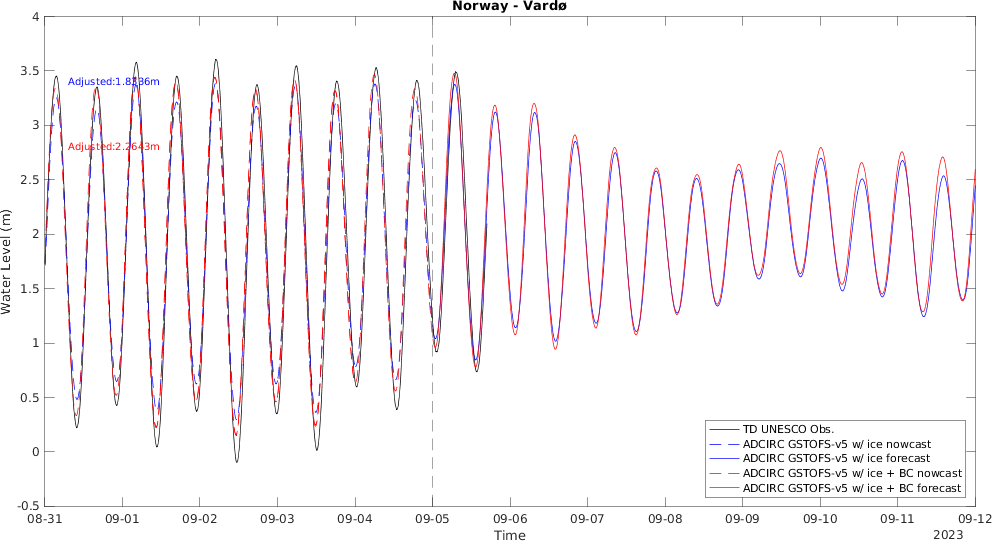 Norway - Vardø
Water Level (m)
4
3.5
3
2.5
2
1.5
1
0.5
0
-0.5
Adjusted:1.8336m
Adjusted:2.2643m
TD UNESCO Obs.
ADCIRC GSTOFS-v5 w/ ice nowcast
ADCIRC GSTOFS-v5 w/ ice forecast
ADCIRC GSTOFS-v5 w/ ice + BC nowcast
ADCIRC GSTOFS-v5 w/ ice + BC forecast
08-31 09-01 09-02 09-03 09-04 09-05 09-06 09-07 09-08 09-09 09-10 09-11 09-12
Time
2023